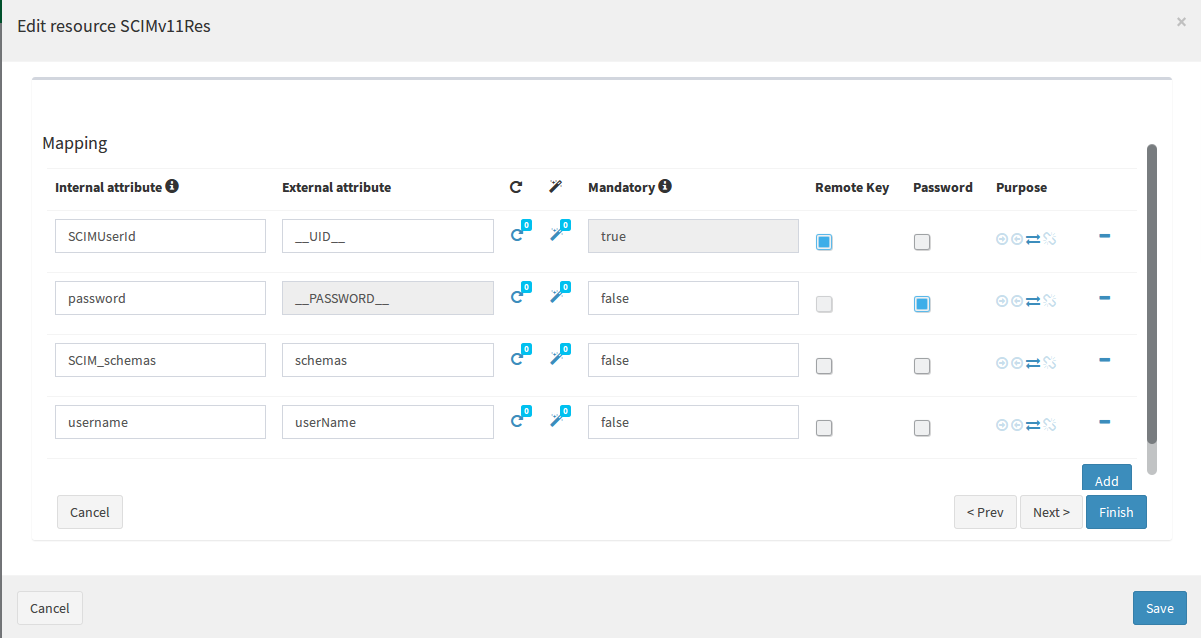 Edit resource SCIMv11Res
×
Mapping
Internal attribute External attribute Mandatory Remote Key Password Purpose
SCIMUserId __UID__ 0 0 true
password __PASSWORD__ 0 0 false
SCIM_schemas schemas 0 0 false
username userName 0 0 false
Add
Cancel < Prev Next > Finish
Cancel Save